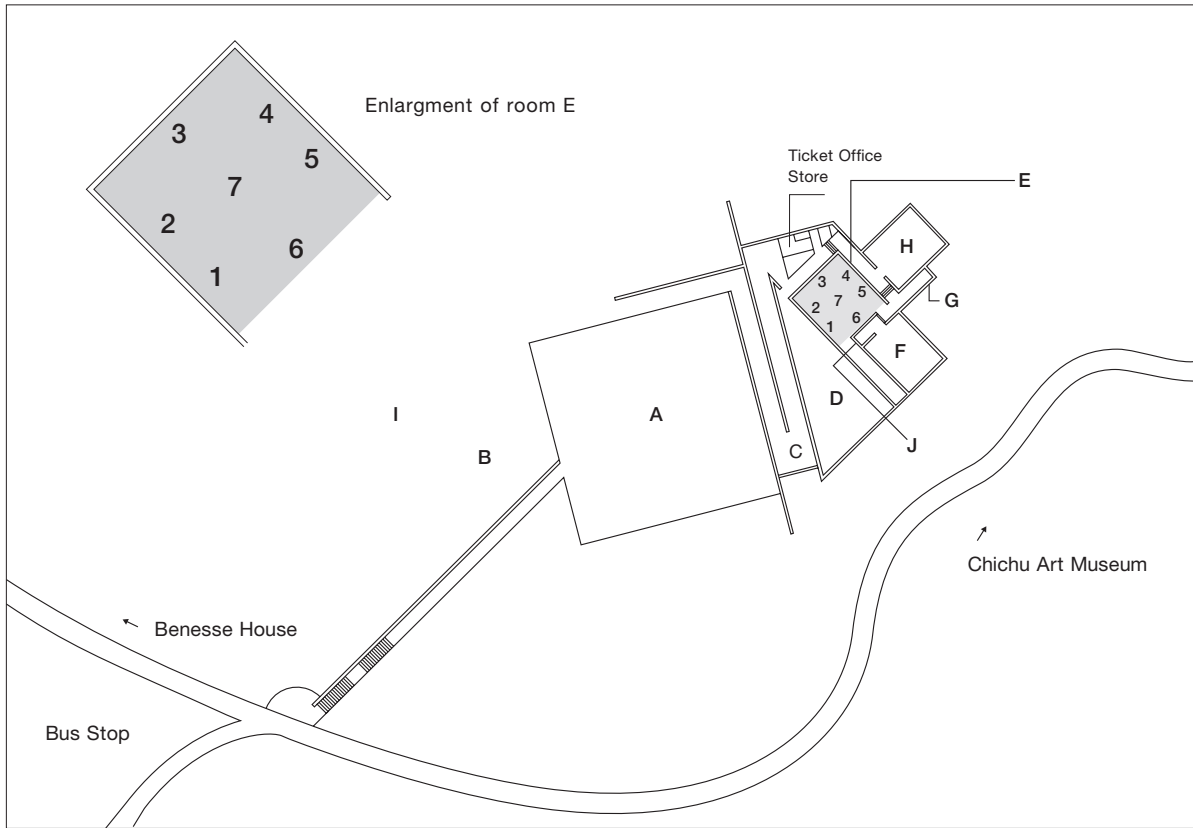 Enlargment of room E
3
4
5
7
2
6
1
Ticket Office
Store
E
H
G
F
3
4
5
7
2
6
1
D
J
A
C
I
B
Chichu Art Museum
Benesse House
Bus Stop